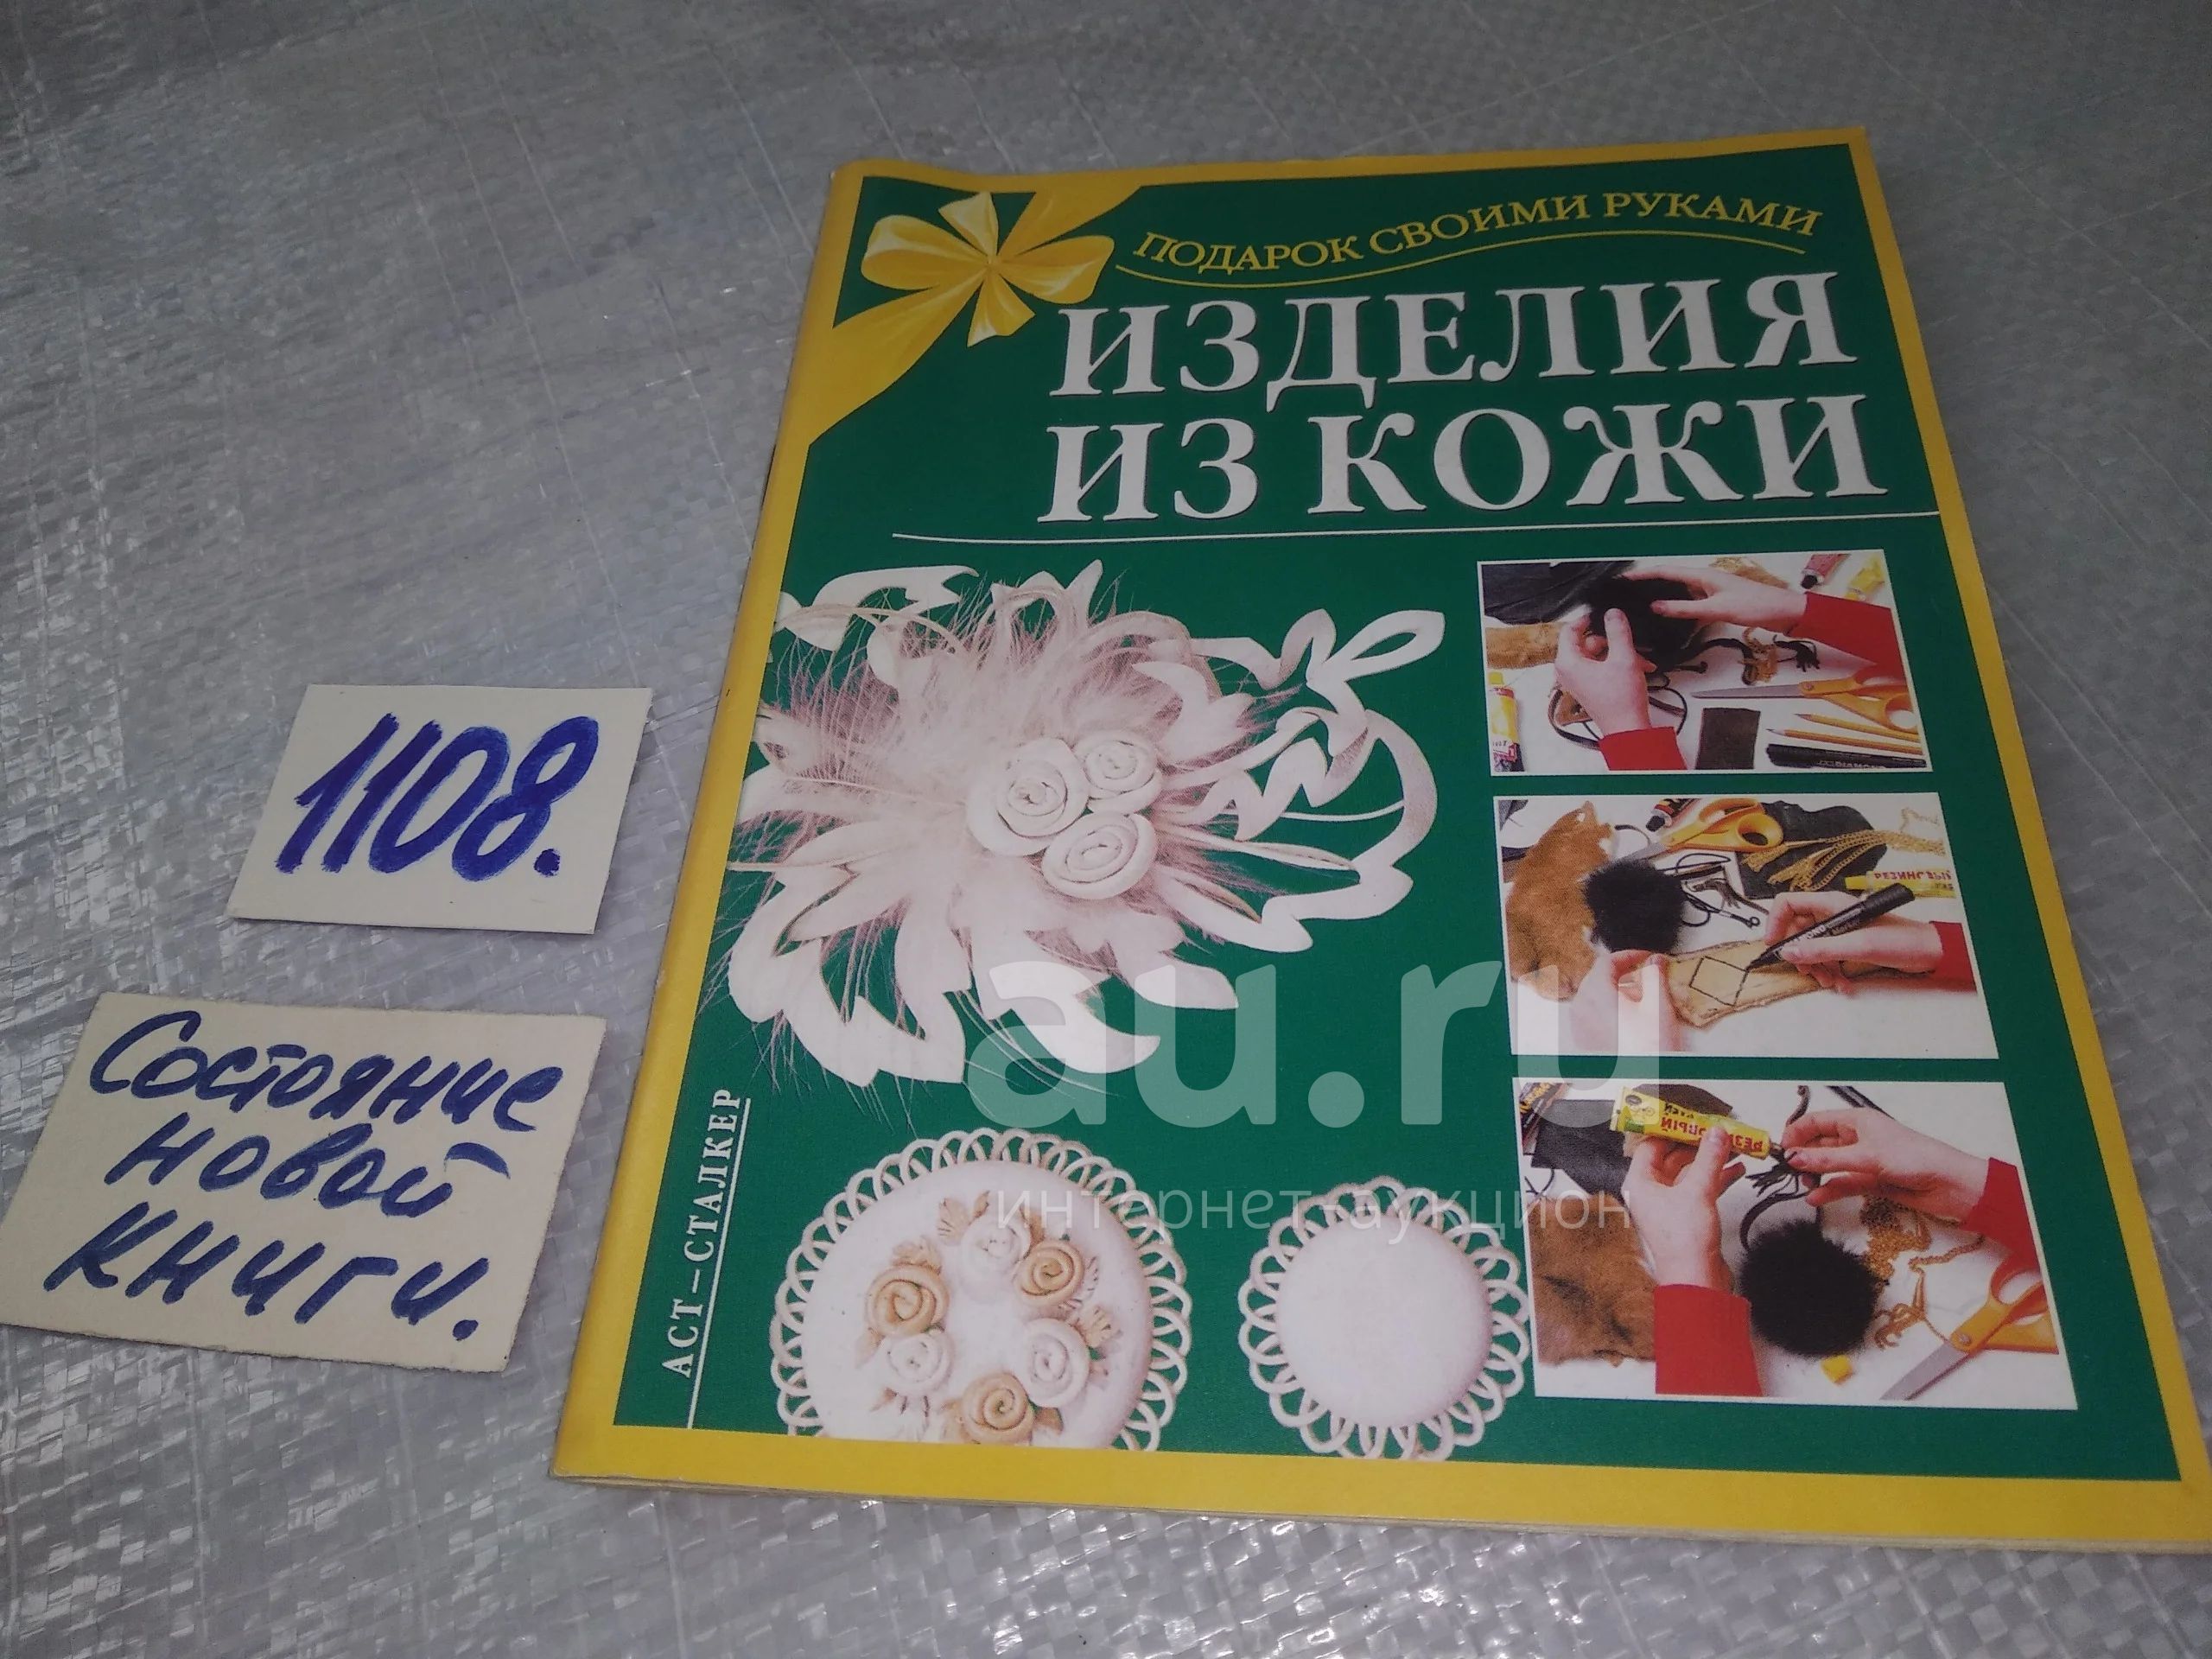 ПОДАРОК СВОИМИ РУКАМИ
ИЗДЕЛИЯ
ИЗ КОЖИ
АСТ – СТАЛКЕР
1108.
Состояние
новой
книги.
au.ru
интернет-аукцион